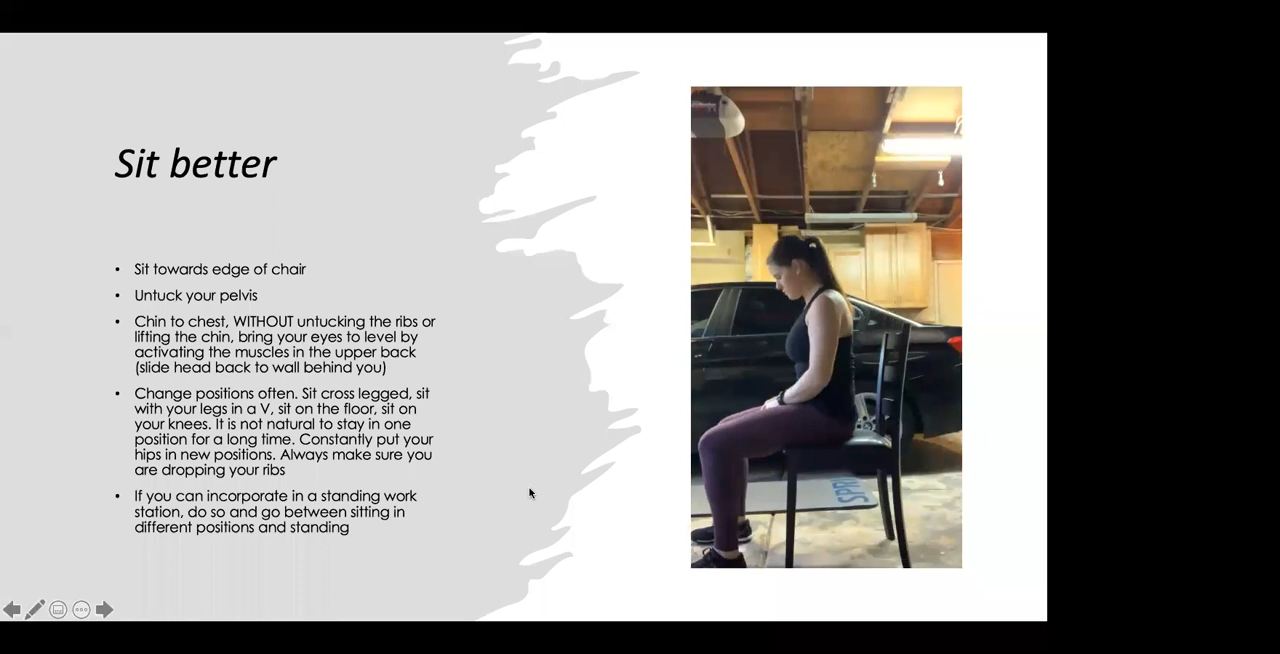 Sit better
• Sit towards edge of chair
• Untuck your pelvis
• Chin to chest, WITHOUT untucking the ribs or
lifting the chin, bring your eyes to level by
activating the muscles in the upper back
(slide head back to wall behind you)
• Change positions often. Sit cross legged, sit
with your legs in a V, sit on the floor, sit on
your knees. It is not natural to stay in one
position for a long time. Constantly put your
hips in new positions. Always make sure you
are dropping your ribs
• If you can incorporate in a standing work
station, do so and go between sitting in
different positions and standing
SPRI